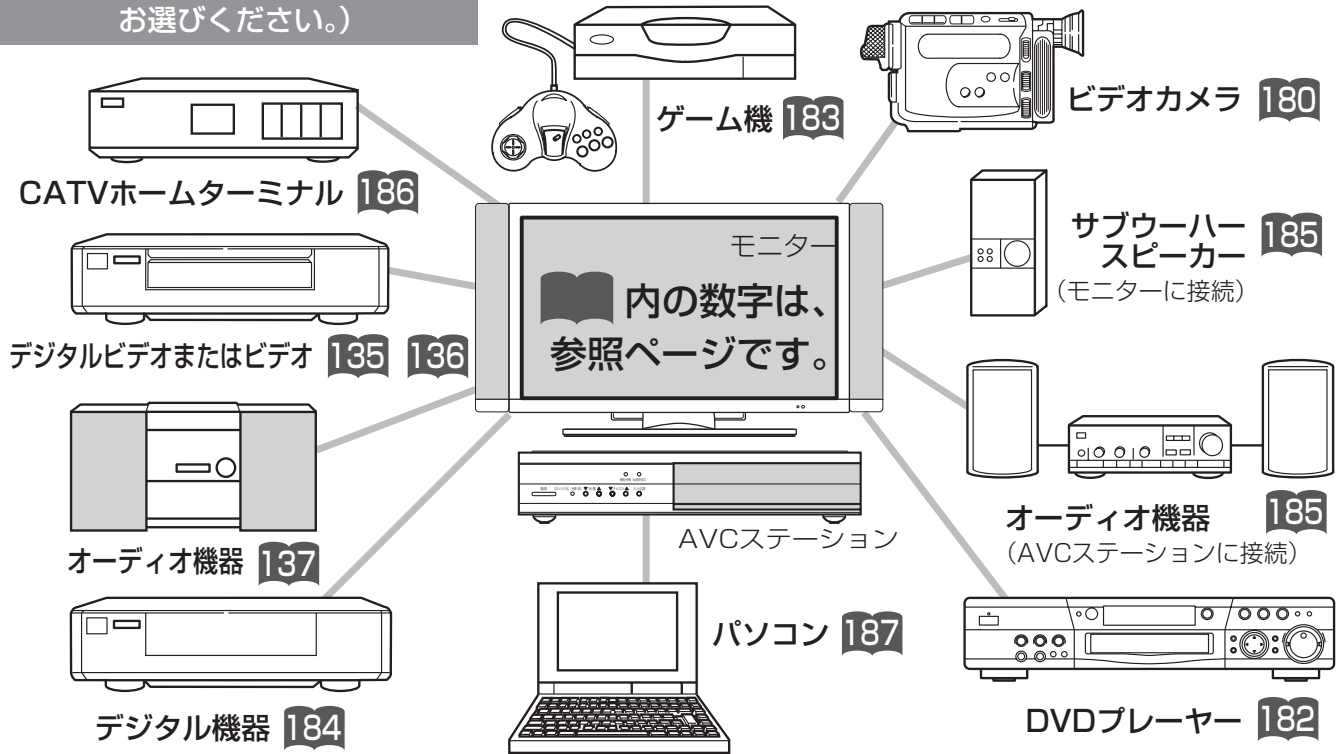 お選びください。)
ゲーム機 183
ビデオカメラ 180
CATVホームターミナル 186
サブウーハー
スピーカー 185
(モニターに接続)
モニター
内の数字は、
参照ページです。
デジタルビデオまたはビデオ 135 136
オーディオ機器 137
AVCステーション
オーディオ機器 185
(AVCステーションに接続)
パソコン 187
デジタル機器 184
DVDプレーヤー 182